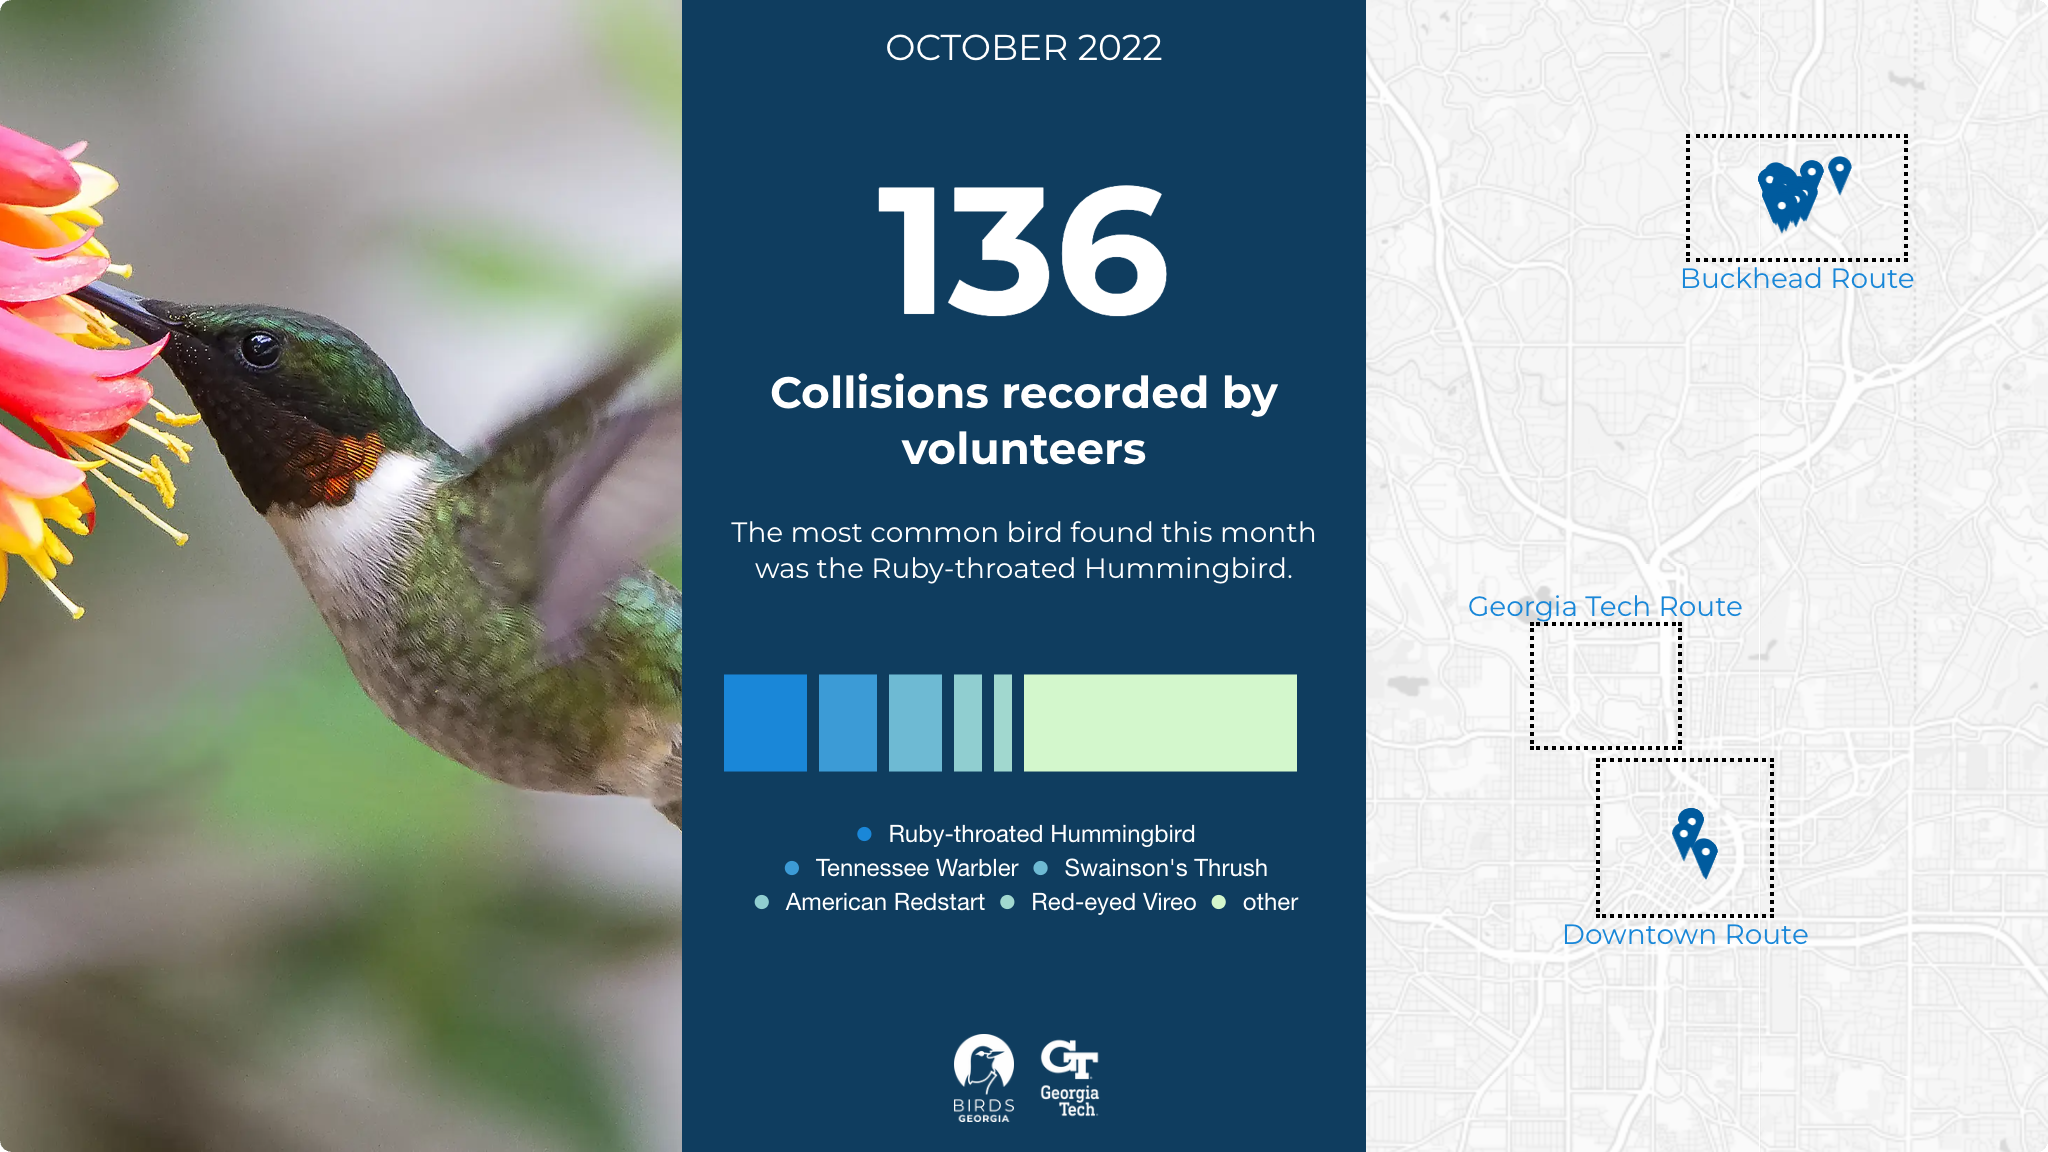 OCTOBER 2022
136
Collisions recorded by
volunteers
The most common bird found this month
was the Ruby-throated Hummingbird.
Ruby-throated Hummingbird
Tennessee Warbler Swainson's Thrush
American Redstart Red-eyed Vireo other
BIRDS
GEORGIA
GT
Georgia
Tech
Buckhead Route
Georgia Tech Route
Downtown Route